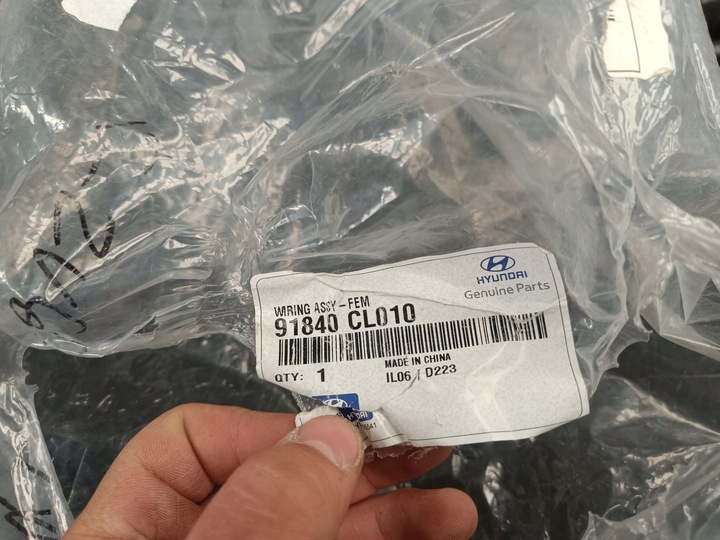 HYUNDAI
Genuine Parts
WIRING ASSY-FEM
91840 CL010
MADE IN CHINA
QTY: 1
IL06 / D223